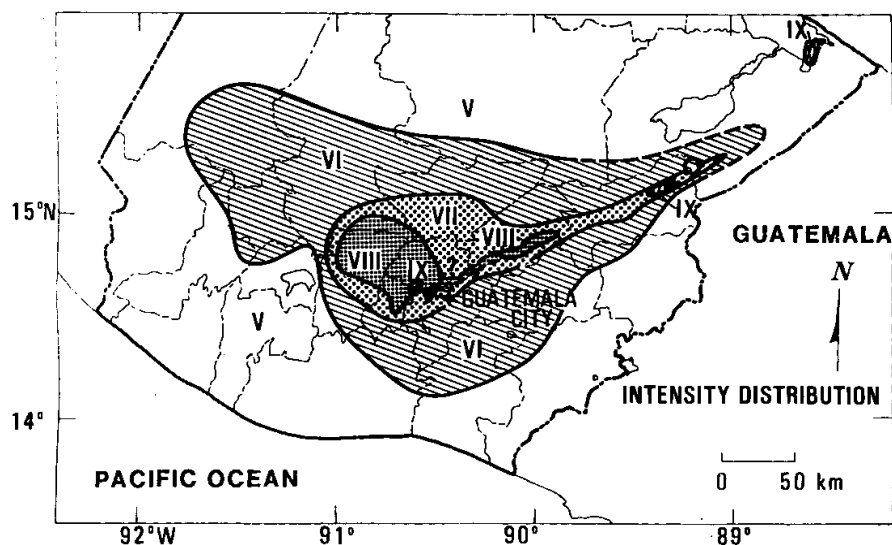 IX
V
VI
15°N
VII
VIII
IX
GUATEMALA
VIII
IX
GUATEMALA
CITY
N
V
VI
INTENSITY DISTRIBUTION
14°
PACIFIC OCEAN
0 50 km
92°W 91° 90° 89°